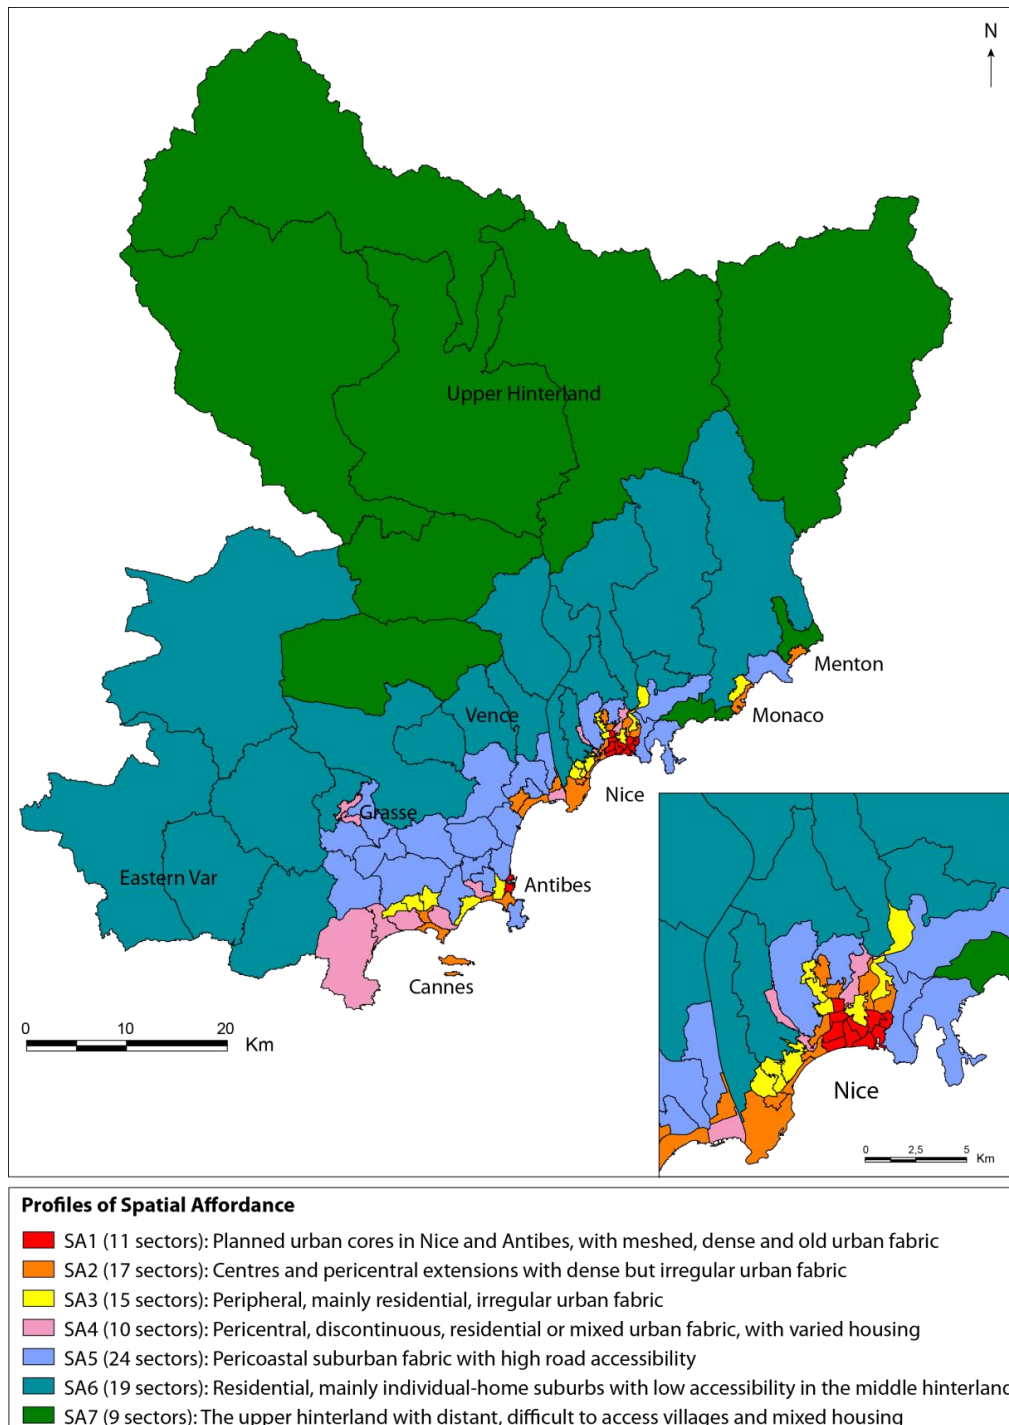 N
Upper Hinterland
Menton
Vence
Monaco
Nice
Grasse
Eastern Var
Antibes
Cannes
0 10 20
Km
Nice
0 2,5 5
Km
Profiles of Spatial Affordance
SA1 (11 sectors): Planned urban cores in Nice and Antibes, with meshed, dense and old urban fabric
SA2 (17 sectors): Centres and pericentral extensions with dense but irregular urban fabric
SA3 (15 sectors): Peripheral, mainly residential, irregular urban fabric
SA4 (10 sectors): Pericentral, discontinuous, residential or mixed urban fabric, with varied housing
SA5 (24 sectors): Pericoastal suburban fabric with high road accessibility
SA6 (19 sectors): Residential, mainly individual-home suburbs with low accessibility in the middle hinterland
SA7 (9 sectors): The upper hinterland with distant, difficult to access villages and mixed housing